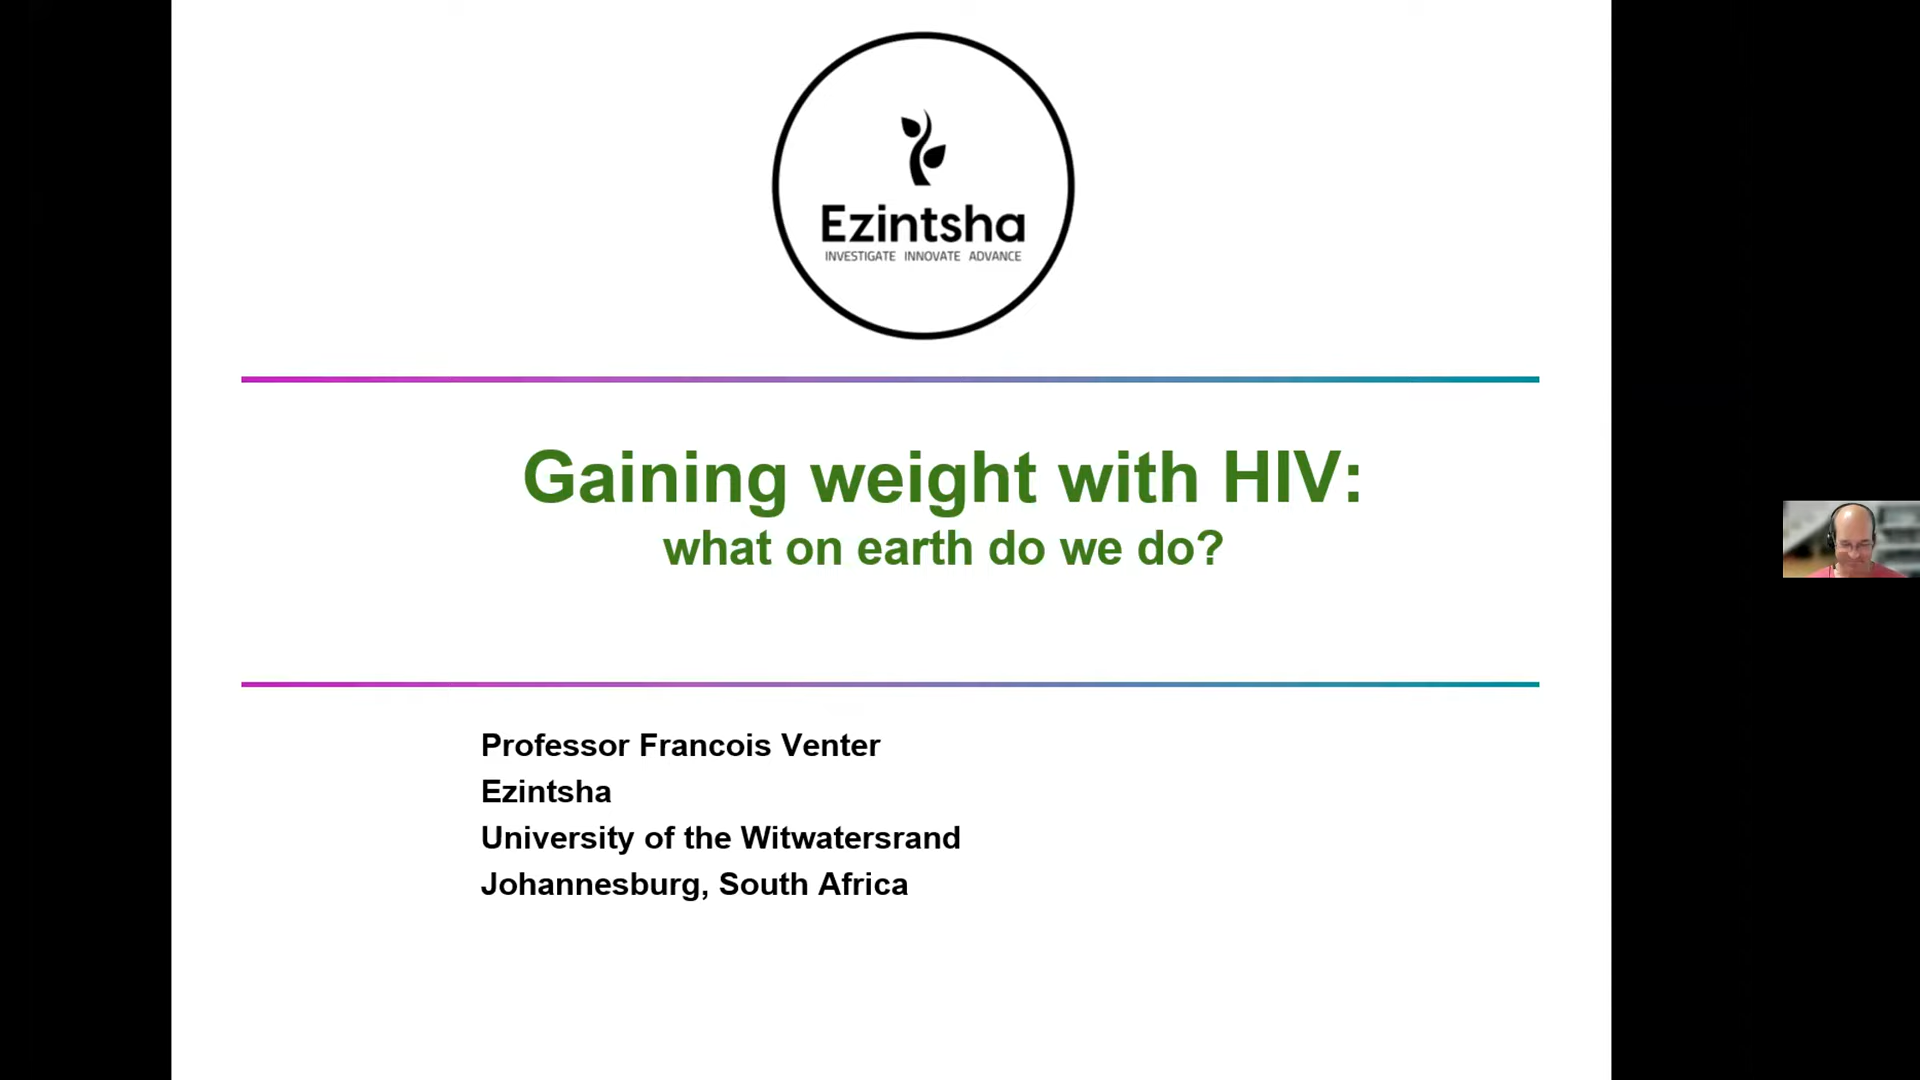 Ezintsha
INVESTIGATE INNOVATE ADVANCE
Gaining weight with HIV:
what on earth do we do?
Professor Francois Venter
Ezintsha
University of the Witwatersrand
Johannesburg, South Africa